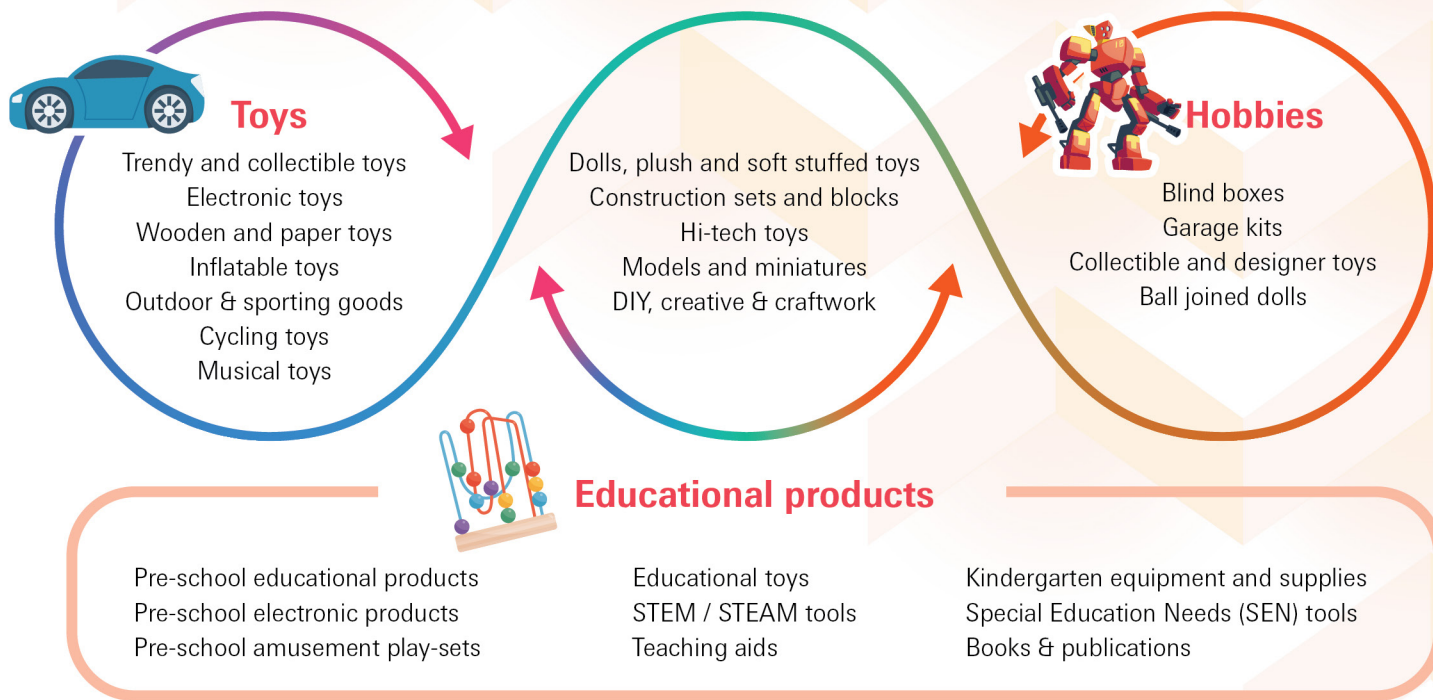 Toys
Trendy and collectible toys
Electronic toys
Wooden and paper toys
Inflatable toys
Outdoor & sporting goods
Cycling toys
Musical toys
Dolls, plush and soft stuffed toys
Construction sets and blocks
Hi-tech toys
Models and miniatures
DIY, creative & craftwork
Hobbies
Blind boxes
Garage kits
Collectible and designer toys
Ball joined dolls
Educational products
Pre-school educational products
Pre-school electronic products
Pre-school amusement play-sets
Educational toys
STEM / STEAM tools
Teaching aids
Kindergarten equipment and supplies
Special Education Needs (SEN) tools
Books & publications